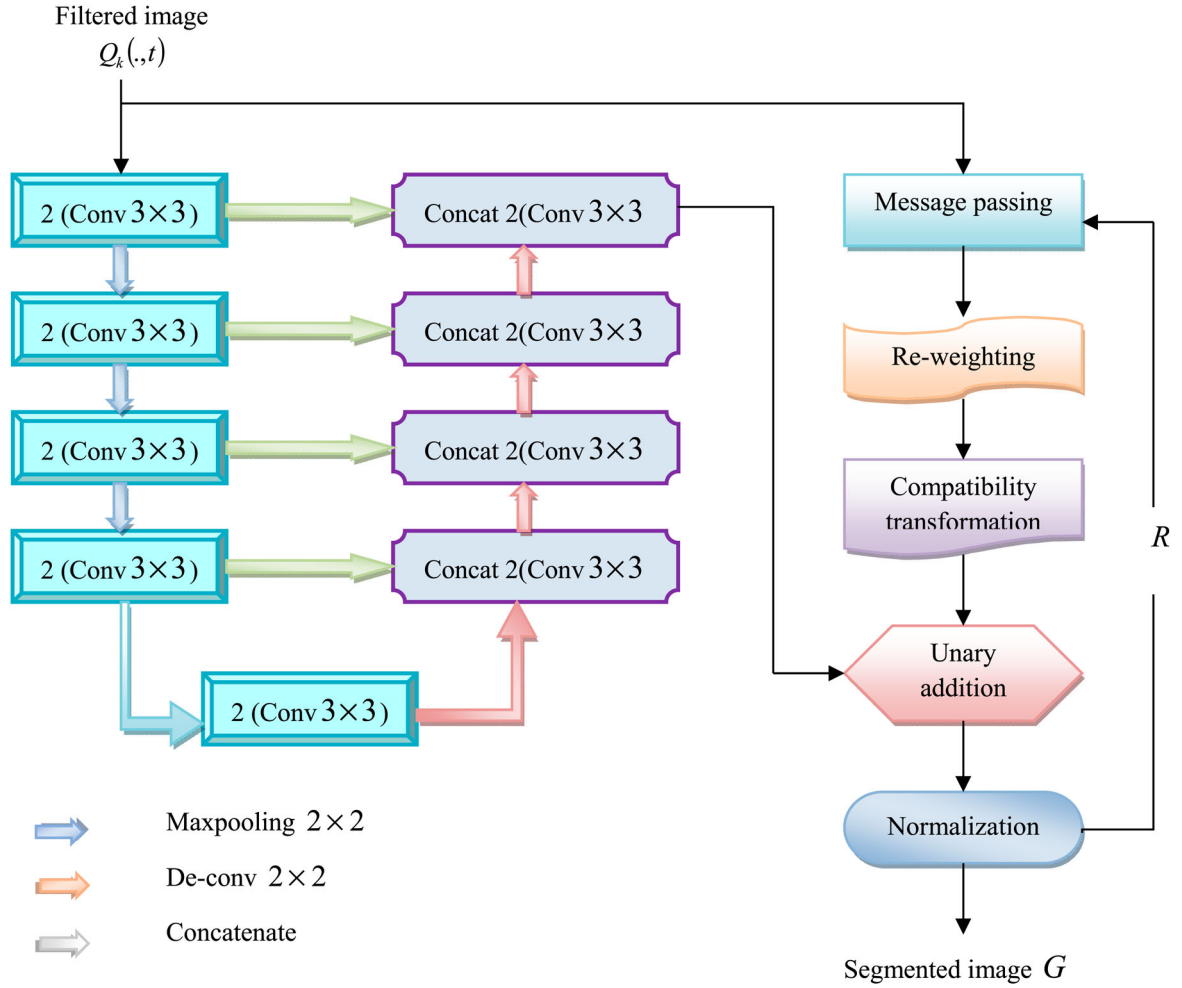 Filtered image
Q_k(.,t)
2 (Conv 3×3)
Concat 2(Conv 3×3
Message passing
2 (Conv 3×3)
Concat 2(Conv 3×3
Re-weighting
2 (Conv 3×3)
Concat 2(Conv 3×3
Compatibility
transformation
R
2 (Conv 3×3)
Concat 2(Conv 3×3
Unary
addition
2 (Conv 3×3)
Normalization
Maxpooling 2×2
De-conv 2×2
Concatenate
Segmented image G